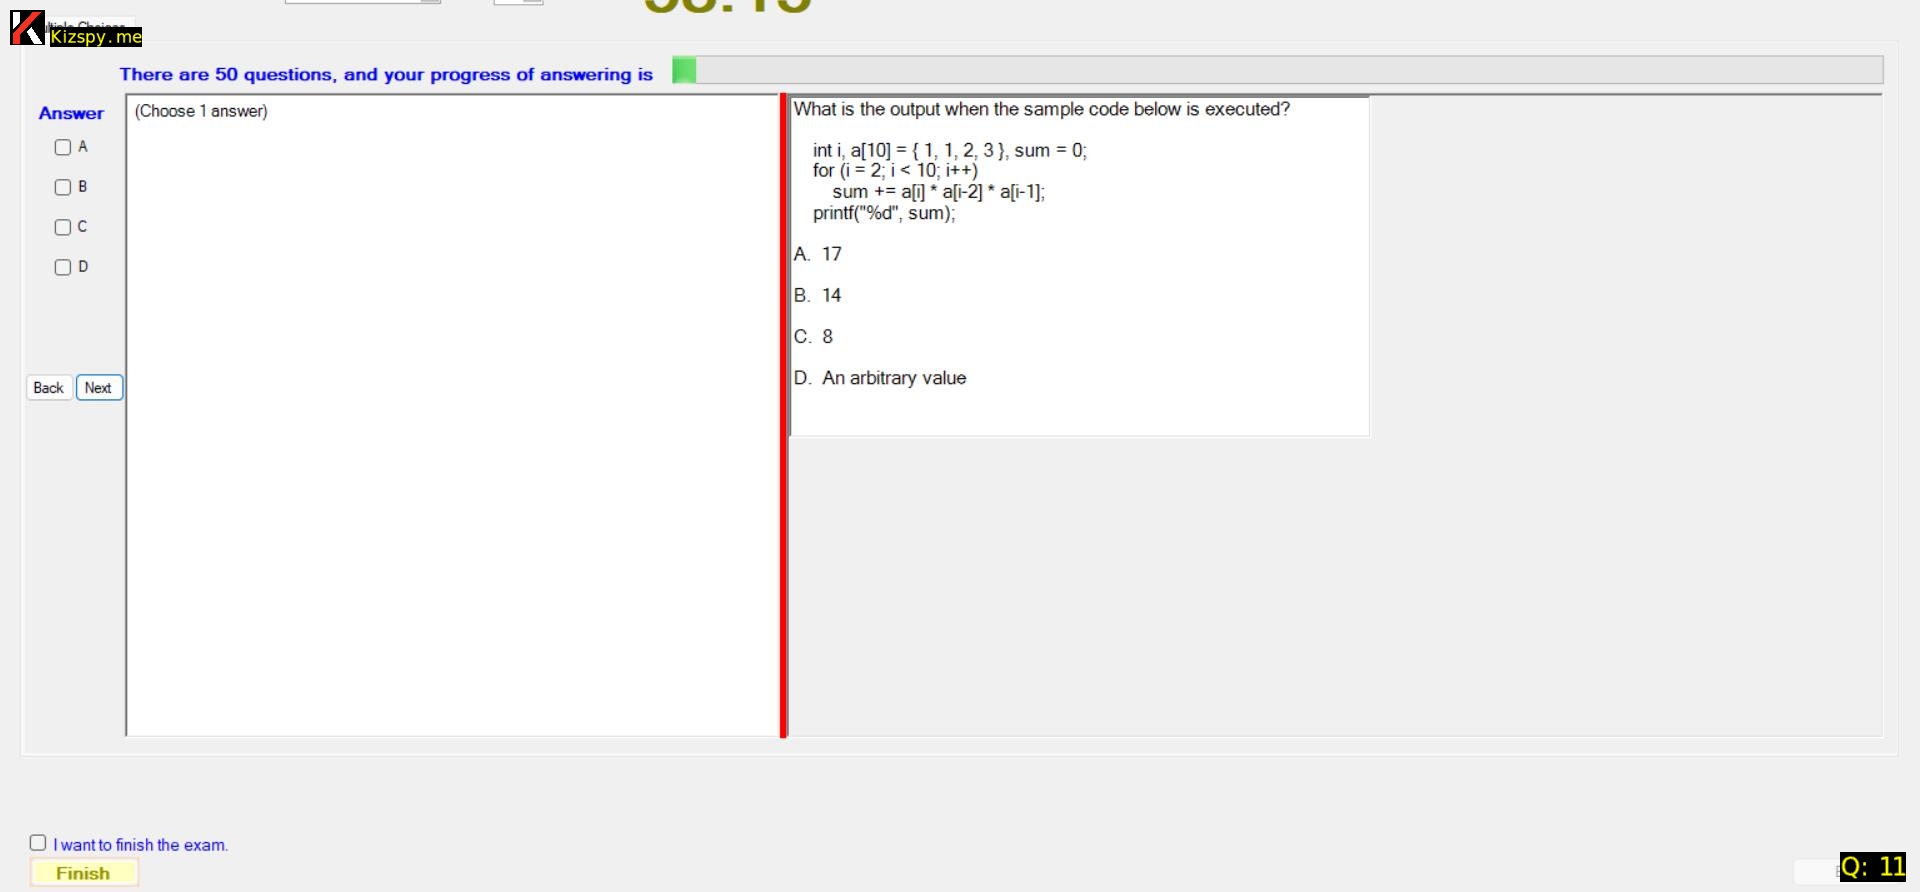 Kizspy.me
There are 50 questions, and your progress of answering is
Answer
(Choose 1 answer)
A
B
C
D
Back Next
What is the output when the sample code below is executed?
int i, a[10] = { 1, 1, 2, 3 }, sum = 0;
for (i = 2; i < 10; i++)
sum += a[i] * a[i-2] * a[i-1];
printf("%d", sum);
A. 17
B. 14
C. 8
D. An arbitrary value
I want to finish the exam.
Finish
Q: 11